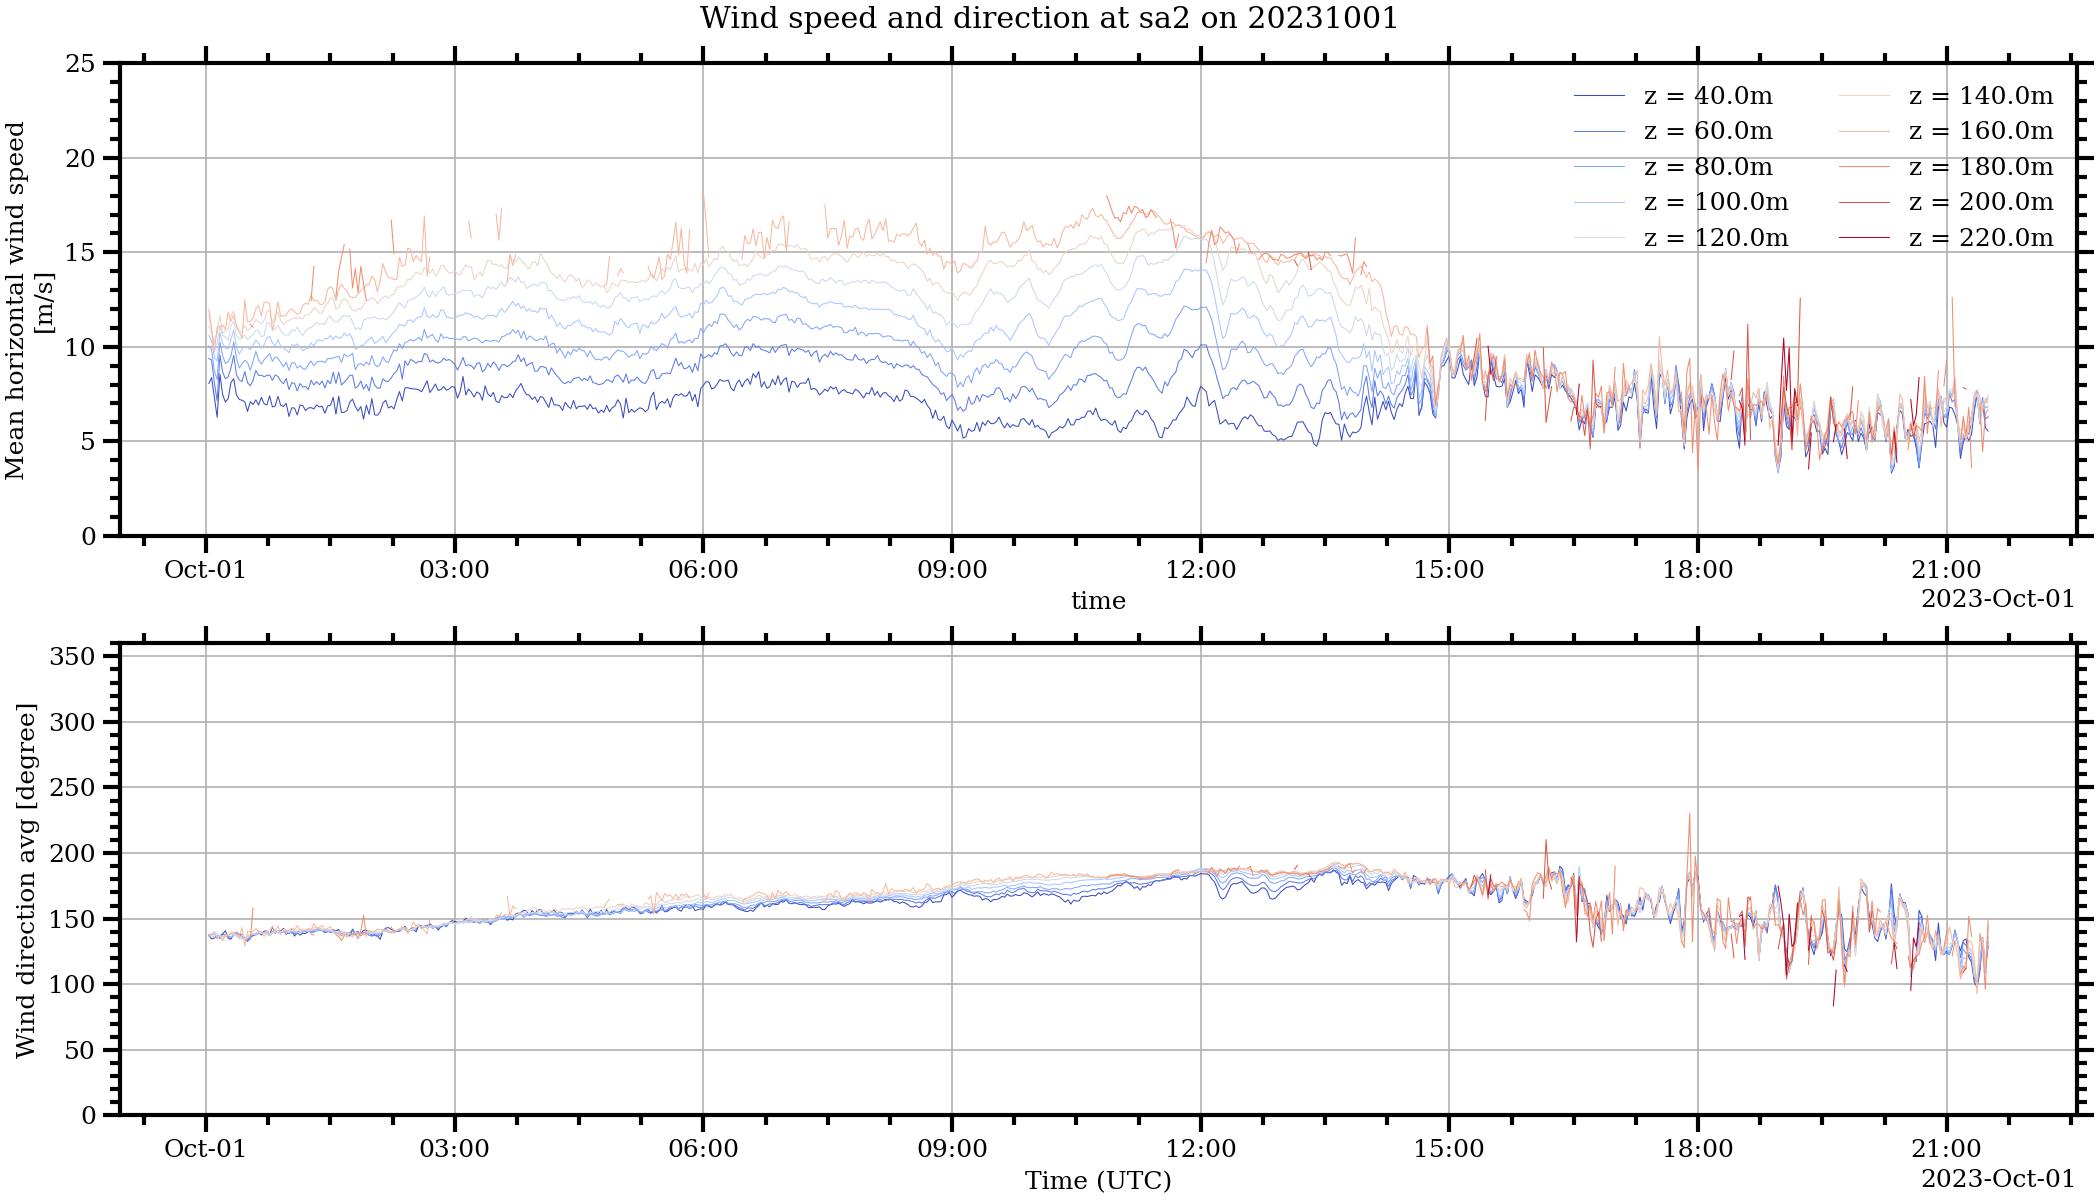 Wind speed and direction at sa2 on 20231001
Mean horizontal wind speed
[m/s]
25
20
15
10
5
0
z = 40.0m
z = 60.0m
z = 80.0m
z = 100.0m
z = 120.0m
z = 140.0m
z = 160.0m
z = 180.0m
z = 200.0m
z = 220.0m
Oct-01 03:00 06:00 09:00 12:00 15:00 18:00 21:00
time
2023-Oct-01
Wind direction avg [degree]
350
300
250
200
150
100
50
0
Oct-01 03:00 06:00 09:00 12:00 15:00 18:00 21:00
Time (UTC)
2023-Oct-01